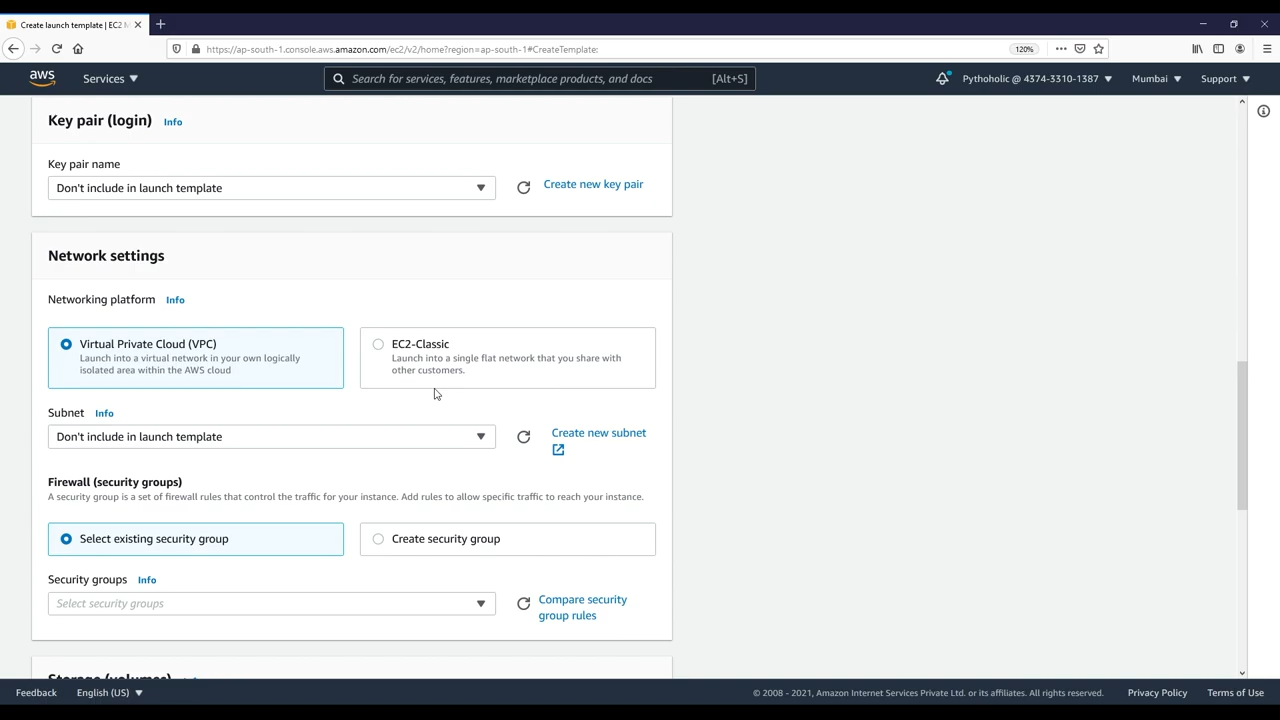 Create launch template | EC2 M
https://ap-south-1.console.aws.amazon.com/ec2/v2/home?region=ap-south-1#CreateTemplate:
120%
aws
Services
Search for services, features, marketplace products, and docs
[Alt+S]
Pythoholic @ 4374-3310-1387
Mumbai
Support
Key pair (login) Info
Key pair name
Don't include in launch template
Create new key pair
Network settings
Networking platform Info
Virtual Private Cloud (VPC)
Launch into a virtual network in your own logically
isolated area within the AWS cloud
EC2-Classic
Launch into a single flat network that you share with
other customers.
Subnet Info
Don't include in launch template
Create new subnet
Firewall (security groups)
A security group is a set of firewall rules that control the traffic for your instance. Add rules to allow specific traffic to reach your instance.
Select existing security group
Create security group
Security groups Info
Select security groups
Compare security
group rules
Storage (volumes)
Feedback
English (US)
© 2008 - 2021, Amazon Internet Services Private Ltd. or its affiliates. All rights reserved.
Privacy Policy
Terms of Use